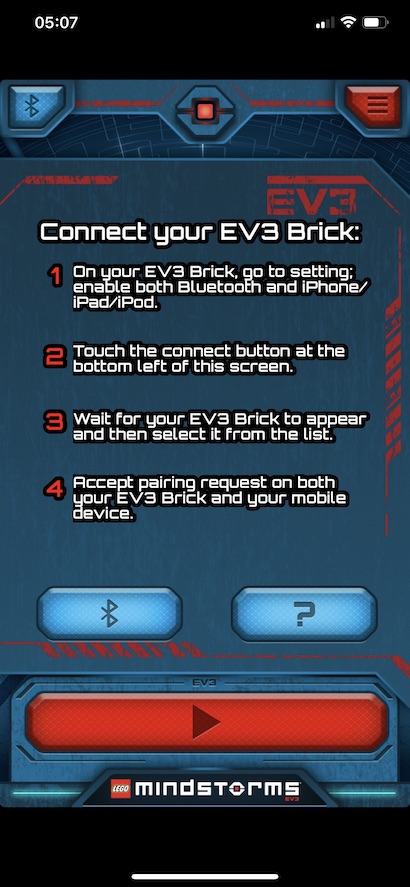 05:07
EV3
Connect your EV3 Brick:
1 On your EV3 Brick, go to setting;
enable both Bluetooth and iPhone/
iPad/iPod.
2 Touch the connect button at the
bottom left of this screen.
3 Wait for your EV3 Brick to appear
and then select it from the list.
4 Accept pairing request on both
your EV3 Brick and your mobile
device.
?
EV3
LEGO mindstorms
EV3